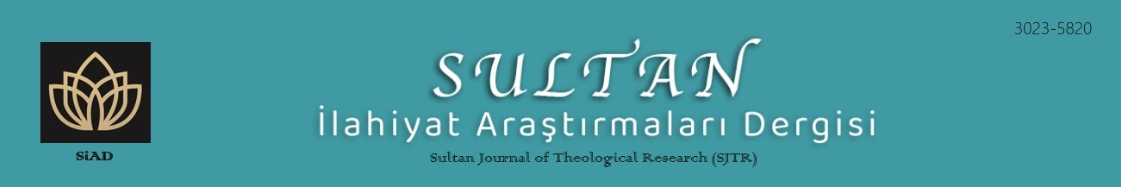 3023-5820
SULTAN
İlahiyat Araştırmaları Dergisi
SiAD
Sultan Journal of Theological Research (SJTR)